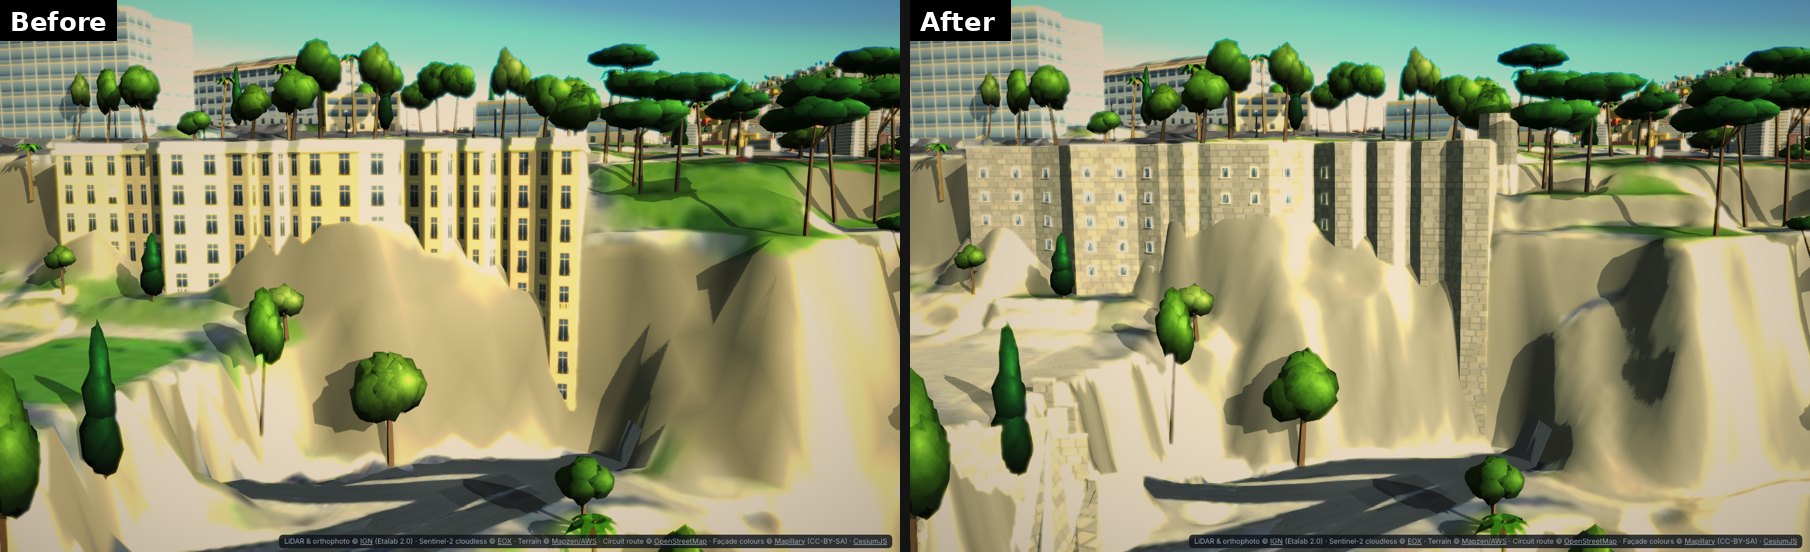 Before
After
LiDAR & orthophoto © IGN (Etalab 2.0) · Sentinel-2 cloudless © EOX · Terrain © Mapzen/AWS · Circuit route © OpenStreetMap · Façade colours © Mapillary (CC-BY-SA) · CesiumJS
LiDAR & orthophoto © IGN (Etalab 2.0) · Sentinel-2 cloudless © EOX · Terrain © Mapzen/AWS · Circuit route © OpenStreetMap · Façade colours © Mapillary (CC-BY-SA) · CesiumJS